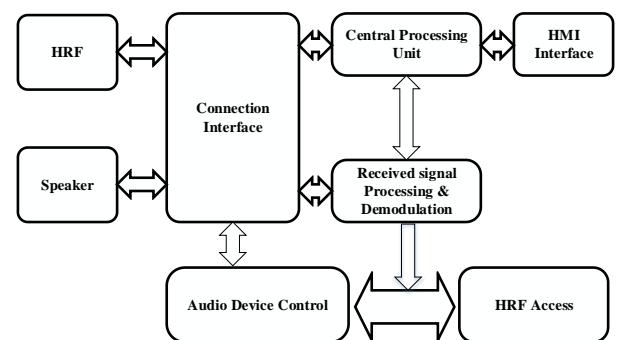 HRF
Connection
Interface
Central Processing
Unit
HMI
Interface
Speaker
Received signal
Processing &
Demodulation
Audio Device Control
HRF Access